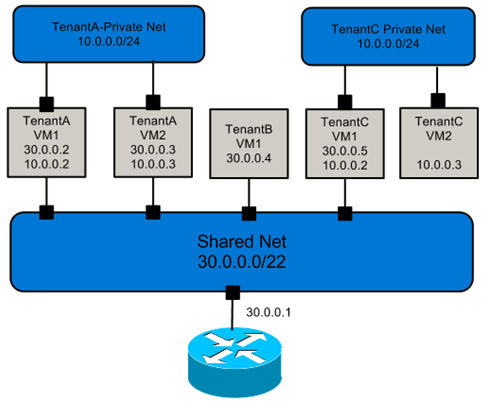 TenantA-Private Net
10.0.0.0/24
TenantC Private Net
10.0.0.0/24
TenantA
VM1
30.0.0.2
10.0.0.2
TenantA
VM2
30.0.0.3
10.0.0.3
TenantB
VM1
30.0.0.4
TenantC
VM1
30.0.0.5
10.0.0.2
TenantC
VM2
10.0.0.3
Shared Net
30.0.0.0/22
30.0.0.1